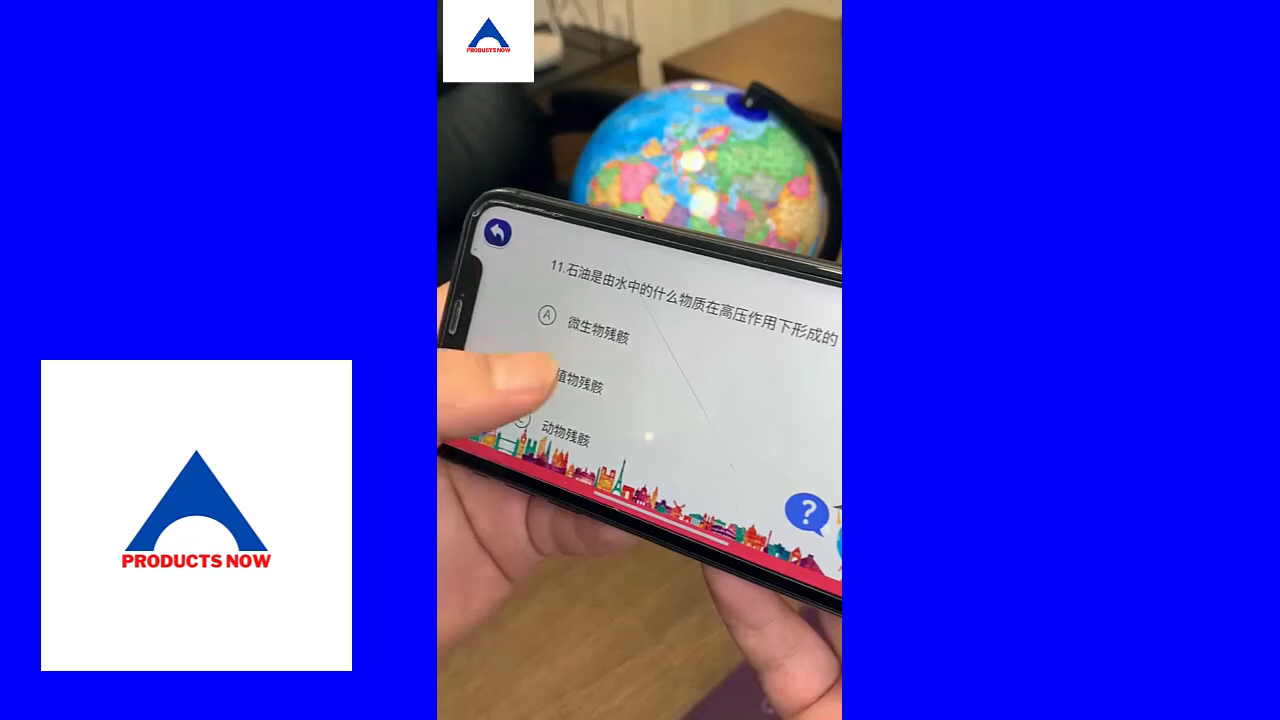 PRODUCTS NOW
11.石油是由水中的什么物质在高压作用下形成的
A 微生物残骸
植物残骸
C 动物残骸
?
PRODUCTS NOW